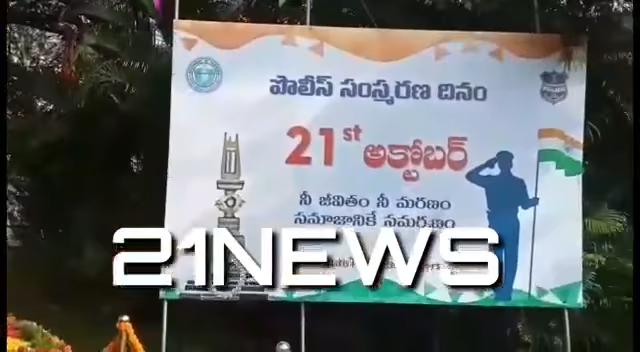 పోలీస్ సంస్మరణ దినం
21st అక్టోబర్
నీ జీవితం నీ మరణం
సమాజానికే సమర్పణం
21NEWS